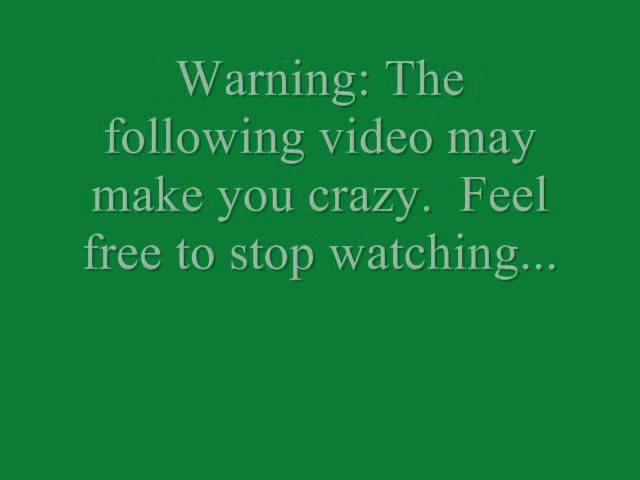 Warning: The
following video may
make you crazy.  Feel
free to stop watching...